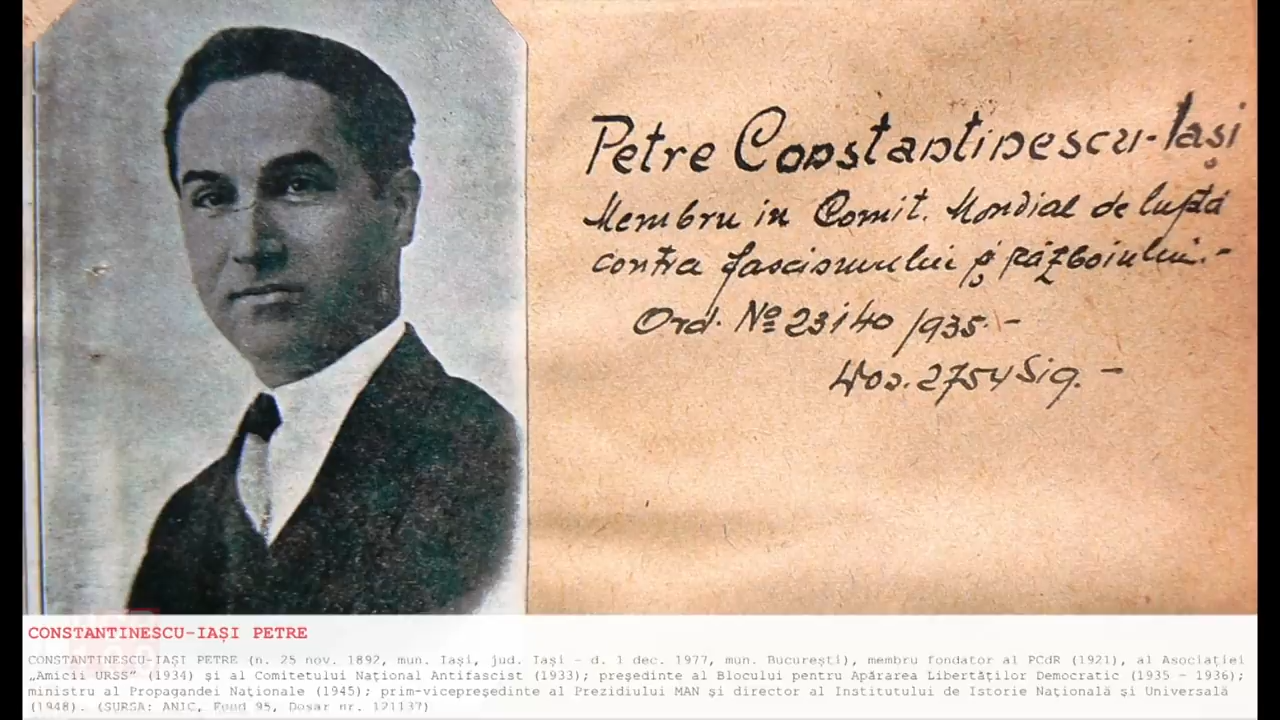 Petre Constantinescu-Iași
Membru in Comit. Mondial de luptă
contra fascismului și războiului.-
Ord. Nº 23140/935.-
2754 Sig.-
CONSTANTINESCU-IAȘI PETRE
CONSTANTINESCU-IAȘI PETRE (n. 25 nov. 1892, mun. Iași, jud. Iași – d. 1 dec. 1977, mun. București), membru fondator al PCdR (1921), al Asociației
„Amicii URSS” (1934) și al Comitetului Național Antifascist (1933); președinte al Blocului pentru Apărarea Libertăților Democratic (1935 – 1936);
ministru al Propagandei Naționale (1945); prim-vicepreședinte al Prezidiului MAN și director al Institutului de Istorie Națională și Universală
(1948). (SURSA: ANIC, Fond 95, Dosar nr. 12113?)